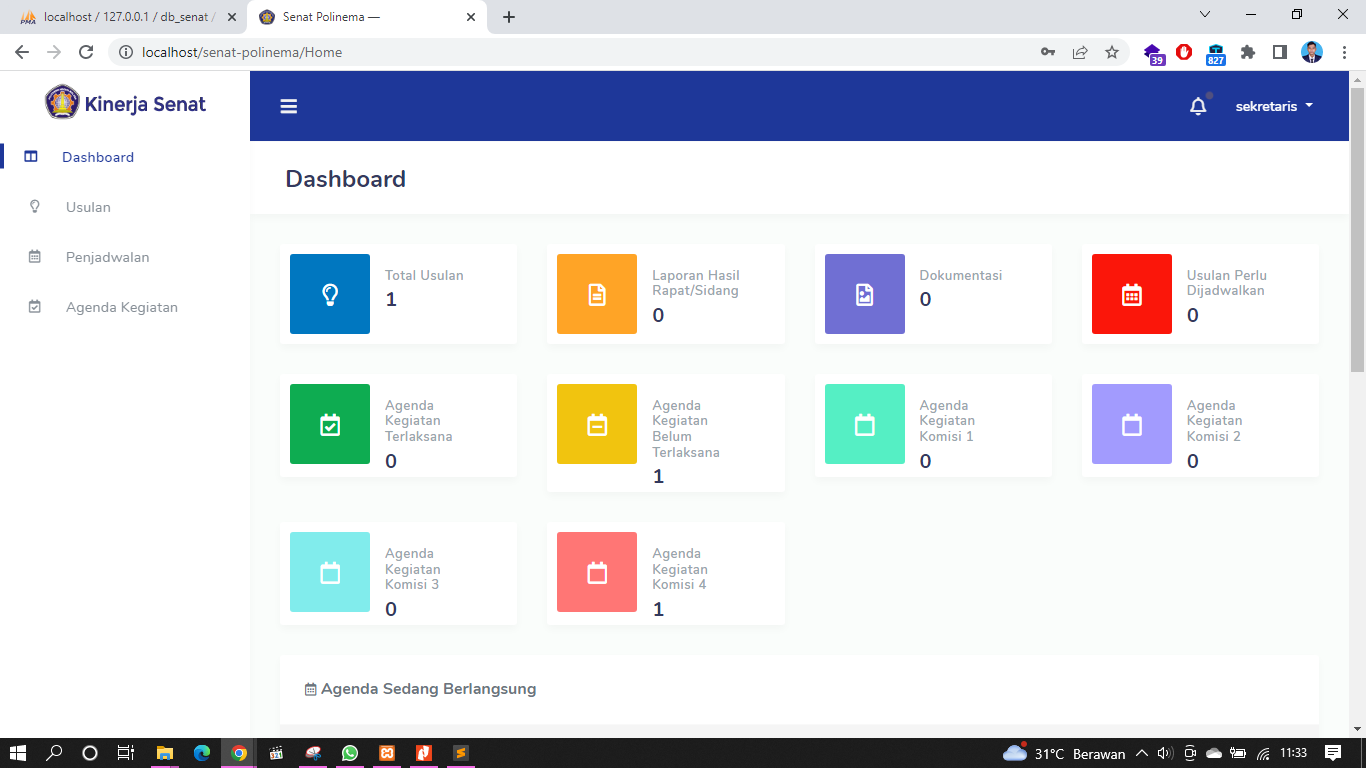 localhost / 127.0.0.1 / db_senat /
Senat Polinema —
localhost/senat-polinema/Home
39
827
Kinerja Senat
sekretaris
Dashboard
Usulan
Penjadwalan
Agenda Kegiatan
Dashboard
Total Usulan
1
Laporan Hasil
Rapat/Sidang
0
Dokumentasi
0
Usulan Perlu
Dijadwalkan
0
Agenda
Kegiatan
Terlaksana
0
Agenda
Kegiatan
Belum
Terlaksana
1
Agenda
Kegiatan
Komisi 1
0
Agenda
Kegiatan
Komisi 2
0
Agenda
Kegiatan
Komisi 3
0
Agenda
Kegiatan
Komisi 4
1
Agenda Sedang Berlangsung
31°C Berawan
11:33